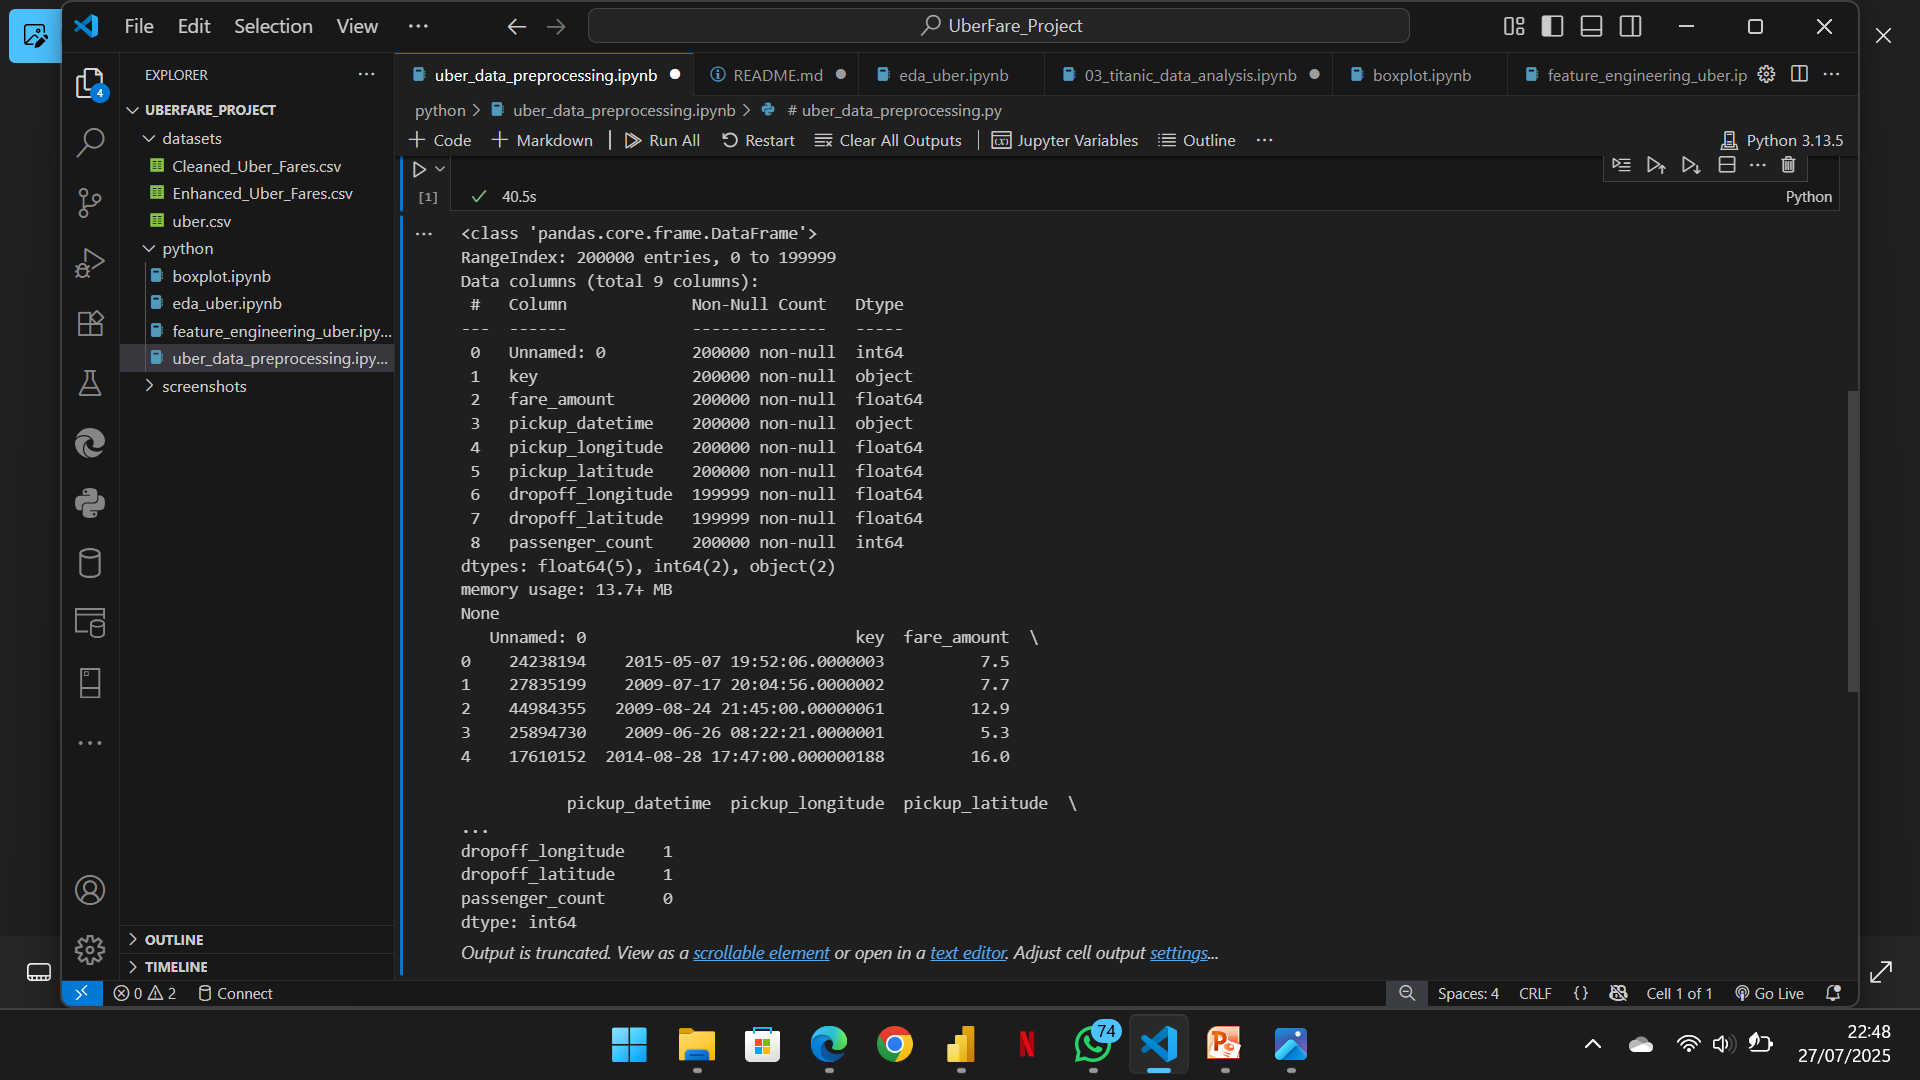 File Edit Selection View ···
UberFare_Project
EXPLORER ···
UBERFARE_PROJECT
datasets
Cleaned_Uber_Fares.csv
Enhanced_Uber_Fares.csv
uber.csv
python
boxplot.ipynb
eda_uber.ipynb
feature_engineering_uber.ipy...
uber_data_preprocessing.ipy...
screenshots
OUTLINE
TIMELINE
4
uber_data_preprocessing.ipynb README.md eda_uber.ipynb 03_titanic_data_analysis.ipynb boxplot.ipynb feature_engineering_uber.ip
python > uber_data_preprocessing.ipynb > # uber_data_preprocessing.py
+ Code + Markdown | Run All Restart Clear All Outputs | Jupyter Variables Outline ··· Python 3.13.5
[1] ✓ 40.5s Python
<class 'pandas.core.frame.DataFrame'>
RangeIndex: 200000 entries, 0 to 199999
Data columns (total 9 columns):
 #   Column             Non-Null Count   Dtype
---  ------             --------------   -----
 0   Unnamed: 0         200000 non-null  int64
 1   key                200000 non-null  object
 2   fare_amount        200000 non-null  float64
 3   pickup_datetime    200000 non-null  object
 4   pickup_longitude   200000 non-null  float64
 5   pickup_latitude    200000 non-null  float64
 6   dropoff_longitude  199999 non-null  float64
 7   dropoff_latitude   199999 non-null  float64
 8   passenger_count    200000 non-null  int64
dtypes: float64(5), int64(2), object(2)
memory usage: 13.7+ MB
None
   Unnamed: 0                            key  fare_amount  \
0    24238194    2015-05-07 19:52:06.0000003          7.5
1    27835199    2009-07-17 20:04:56.0000002          7.7
2    44984355   2009-08-24 21:45:00.00000061         12.9
3    25894730    2009-06-26 08:22:21.0000001          5.3
4    17610152  2014-08-28 17:47:00.000000188         16.0
           pickup_datetime  pickup_longitude  pickup_latitude  \
...
dropoff_longitude    1
dropoff_latitude     1
passenger_count      0
dtype: int64
Output is truncated. View as a scrollable element or open in a text editor. Adjust cell output settings...
0 2 Connect Spaces: 4 CRLF {} Cell 1 of 1 Go Live
74
22:48
27/07/2025